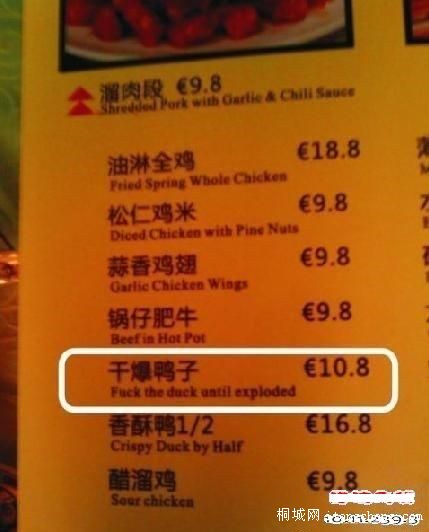 溜肉段 €9.8
Shredded Pork with Garlic & Chili Sauce
油淋全鸡 €18.8
Fried Spring Whole Chicken
松仁鸡米 €9.8
Diced Chicken with Pine Nuts
蒜香鸡翅 €9.8
Garlic Chicken Wings
锅仔肥牛 €9.8
Beef in Hot Pot
干爆鸭子 €10.8
Fuck the duck until exploded
香酥鸭1/2 €16.8
Crispy Duck by Half
醋溜鸡 €9.8
Sour chicken
桐城网